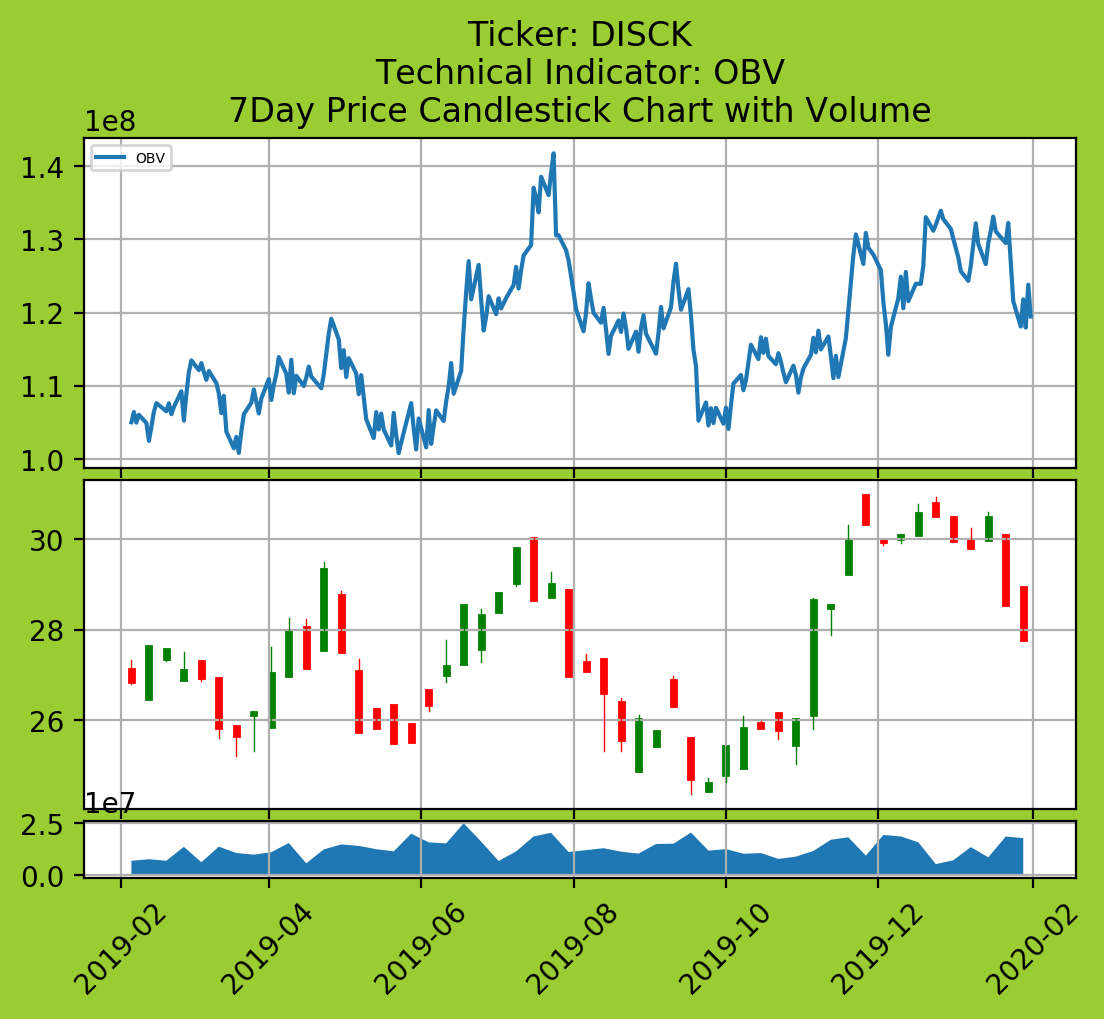 Ticker: DISCK
Technical Indicator: OBV
7Day Price Candlestick Chart with Volume
1e8
OBV
1.4
1.3
1.2
1.1
1.0
30
28
26
1e7
2.5
0.0
2019-02
2019-04
2019-06
2019-08
2019-10
2019-12
2020-02